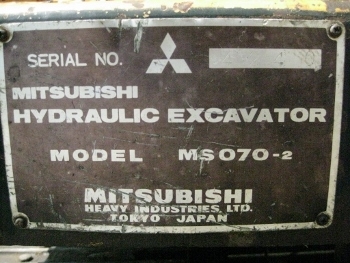 SERIAL NO.
MITSUBISHI
HYDRAULIC EXCAVATOR
MODEL MS070-2
MITSUBISHI
HEAVY INDUSTRIES, LTD.
TOKYO JAPAN